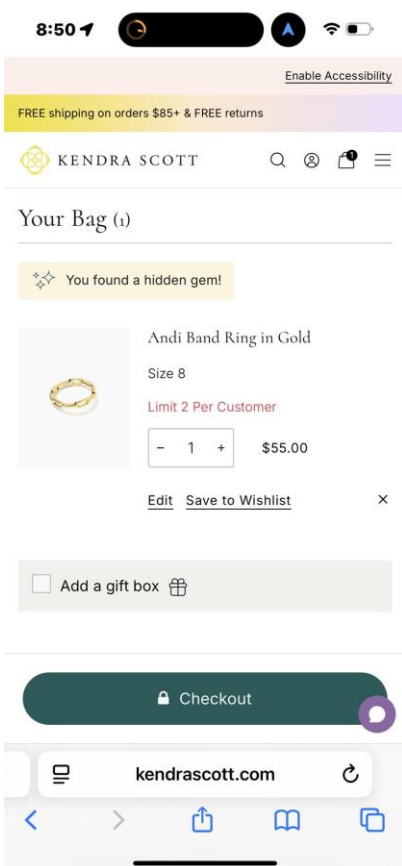 8:50
Enable Accessibility
FREE shipping on orders $85+ & FREE returns
KENDRA SCOTT
1
Your Bag (1)
You found a hidden gem!
Andi Band Ring in Gold
Size 8
Limit 2 Per Customer
− 1 + $55.00
Edit Save to Wishlist ×
Add a gift box
Checkout
kendrascott.com